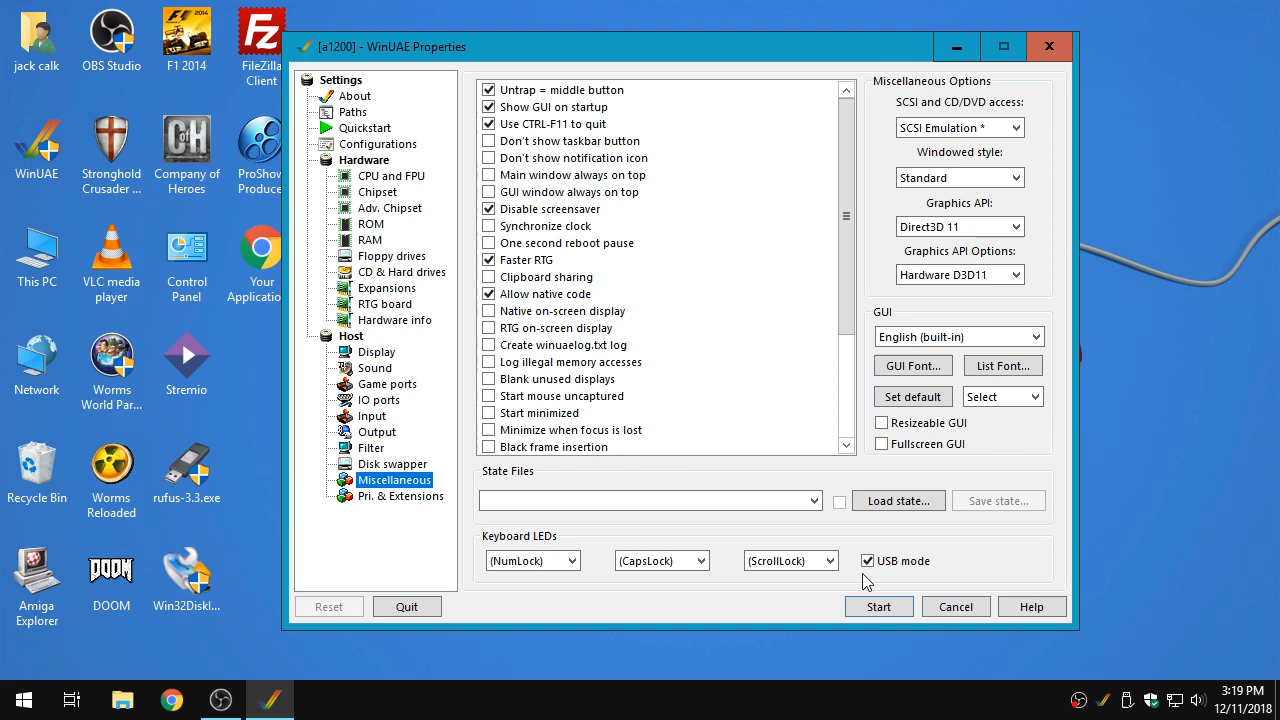 jack calk
OBS Studio
F1 2014
FileZilla
Client
WinUAE
Stronghold
Crusader ...
Company of
Heroes
ProShow
Produce
This PC
VLC media
player
Control
Panel
Your
Applicatio
Network
Worms
World Par...
Stremio
Recycle Bin
Worms
Reloaded
rufus-3.3.exe
Amiga
Explorer
DOOM
DOOM
Win32DiskI...
[a1200] - WinUAE Properties
Settings
About
Paths
Quickstart
Configurations
Hardware
CPU and FPU
Chipset
Adv. Chipset
ROM
RAM
Floppy drives
CD & Hard drives
Expansions
RTG board
Hardware info
Host
Display
Sound
Game ports
IO ports
Input
Output
Filter
Disk swapper
Miscellaneous
Pri. & Extensions
Untrap = middle button
Show GUI on startup
Use CTRL-F11 to quit
Don't show taskbar button
Don't show notification icon
Main window always on top
GUI window always on top
Disable screensaver
Synchronize clock
One second reboot pause
Faster RTG
Clipboard sharing
Allow native code
Native on-screen display
RTG on-screen display
Create winuaelog.txt log
Log illegal memory accesses
Blank unused displays
Start mouse uncaptured
Start minimized
Minimize when focus is lost
Black frame insertion
Miscellaneous Options
SCSI and CD/DVD access:
SCSI Emulation *
Windowed style:
Standard
Graphics API:
Direct3D 11
Graphics API Options:
Hardware D3D11
GUI
English (built-in)
GUI Font...
List Font...
Set default
Select
Resizeable GUI
Fullscreen GUI
State Files
Load state...
Save state...
Keyboard LEDs
(NumLock)
(CapsLock)
(ScrollLock)
USB mode
Reset
Quit
Start
Cancel
Help
3:19 PM
12/11/2018